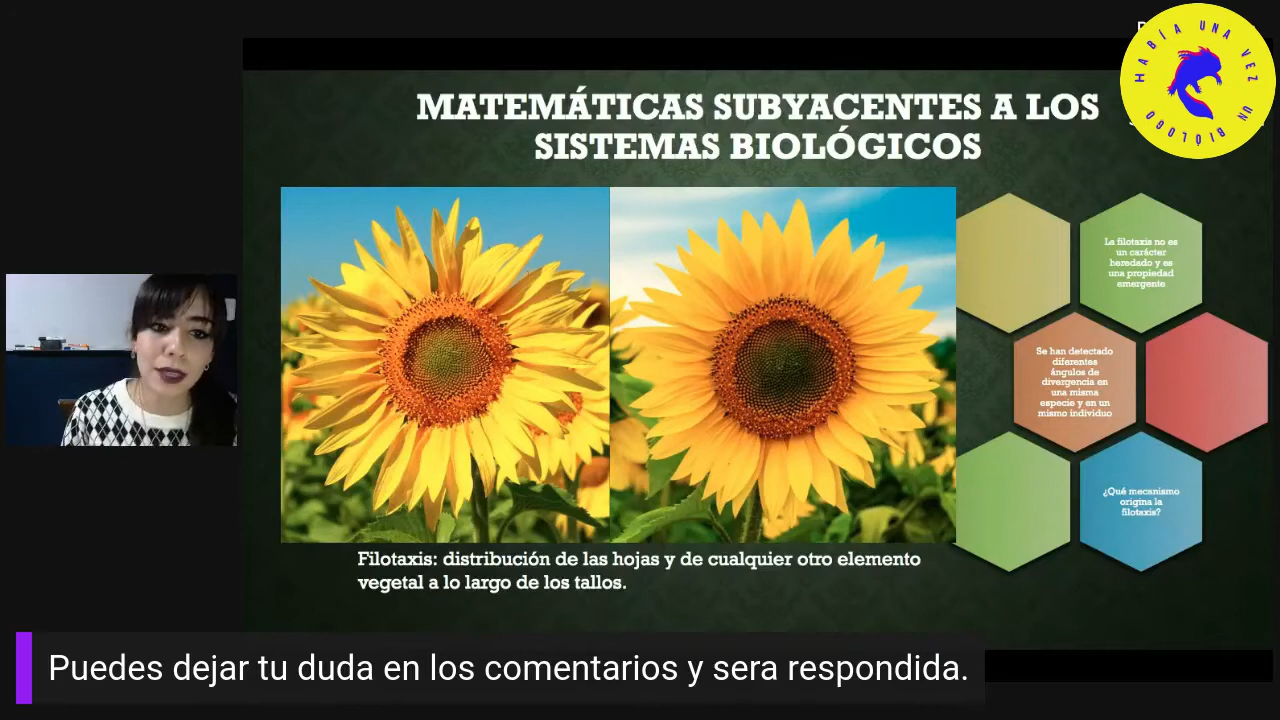 HABÍA UNA VEZ UN BIÓLOGO
MATEMÁTICAS SUBYACENTES A LOS
SISTEMAS BIOLÓGICOS
La filotaxis no es
un carácter
heredado y es
una propiedad
emergente
Se han detectado
diferentes
ángulos de
divergencia en
una misma
especie y en un
mismo individuo
¿Qué mecanismo
origina la
filotaxis?
Filotaxis: distribución de las hojas y de cualquier otro elemento
vegetal a lo largo de los tallos.
Puedes dejar tu duda en los comentarios y sera respondida.